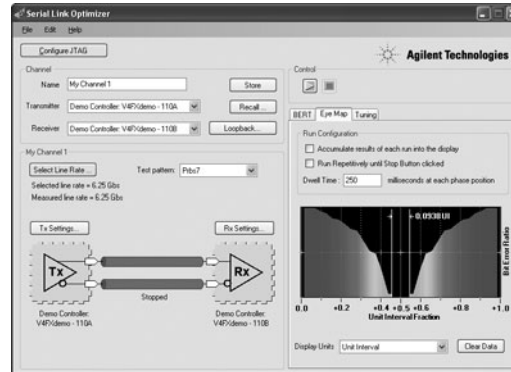 Serial Link Optimizer
File Edit Help
Configure JTAG
Agilent Technologies
Channel
Name My Channel 1 Store
Transmitter Demo Controller: V4FXdemo - 110A Recall ...
Receiver Demo Controller: V4FXdemo - 110B Loopback...
Control
BERT Eye Map Tuning
Run Configuration
Accumulate results of each run into the display
Run Repetitively until Stop Button clicked
Dwell Time : 250 milliseconds at each phase position
My Channel 1
Select Line Rate ... Test pattern: Prbs7
Selected line rate = 6.25 Gbs
Measured line rate = 6.25 Gbs
Tx Settings... Rx Settings...
Tx Rx
Stopped
Demo Controller: V4FXdemo - 110A
Demo Controller: V4FXdemo - 110B
+ 0.0938 UI
Bit Error Ratio
0.0 +0.2 +0.4 +0.5 +0.6 +0.8 +1.0
Unit Interval Fraction
Display Units Unit Interval Clear Data